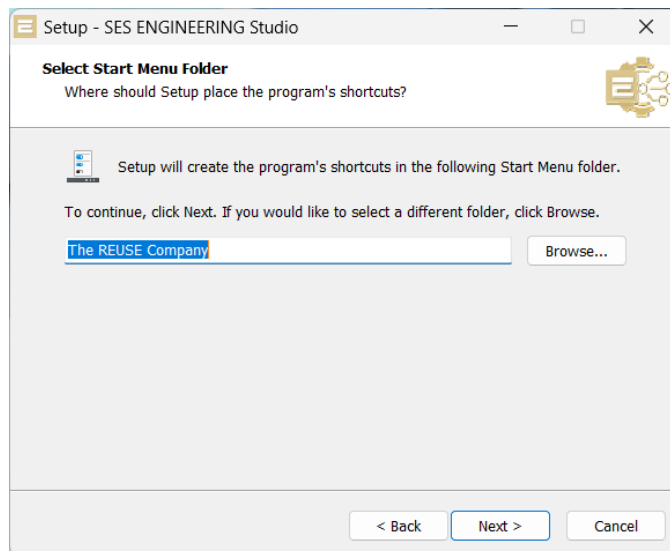 Setup - SES ENGINEERING Studio
Select Start Menu Folder
Where should Setup place the program's shortcuts?
Setup will create the program's shortcuts in the following Start Menu folder.
To continue, click Next. If you would like to select a different folder, click Browse.
The REUSE Company
Browse...
< Back
Next >
Cancel